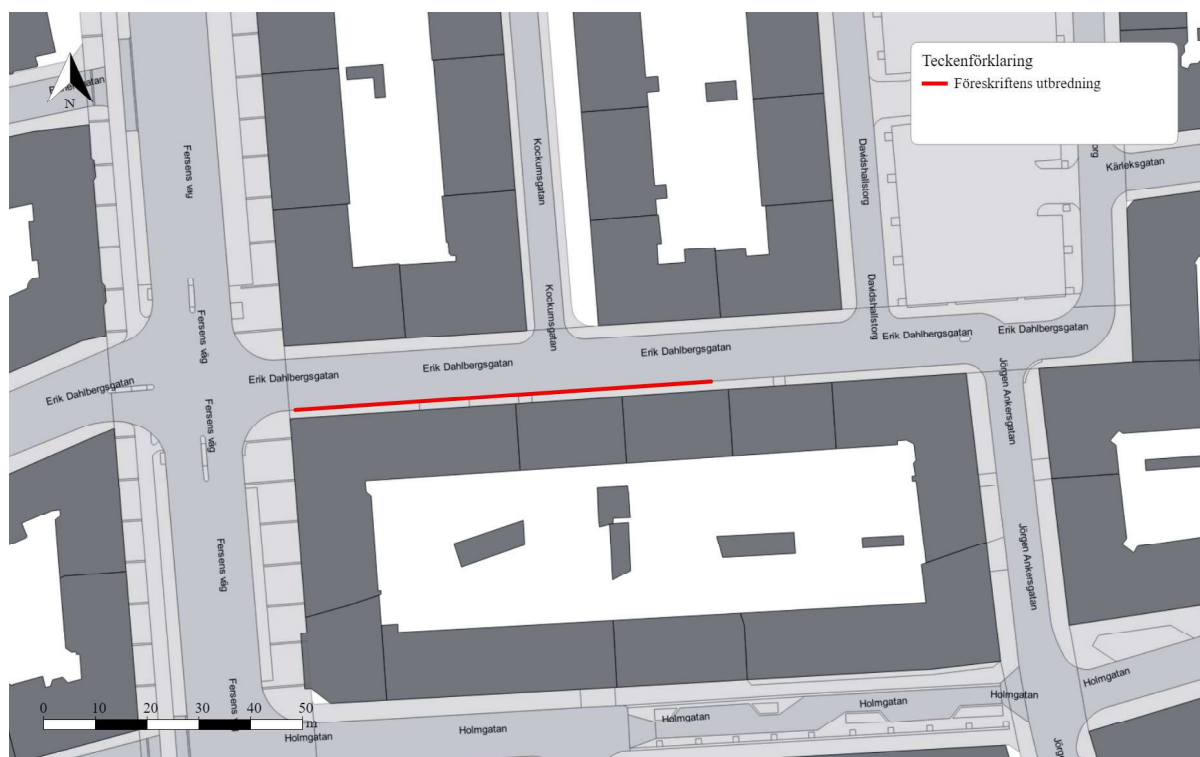 Teckenförklaring
Föreskriftens utbredning
N
Fersens väg
Kockumsgatan
Davidshallstorg
Kärleksgatan
Kockumsgatan
Davidshallstorg
Fersens väg
Erik Dahlbergsgatan
Erik Dahlbergsgatan
Erik Dahlbergsgatan
Erik Dahlbergsgatan
Erik Dahlbergsgatan
Erik Dahlbergsgatan
Fersens väg
Jörgen Ankersgatan
Fersens väg
Jörgen Ankersgatan
Fersens
Holmgatan
Holmgatan
Holmgatan
Holmgatan
Holmgatan
0 10 20 30 40 50
m